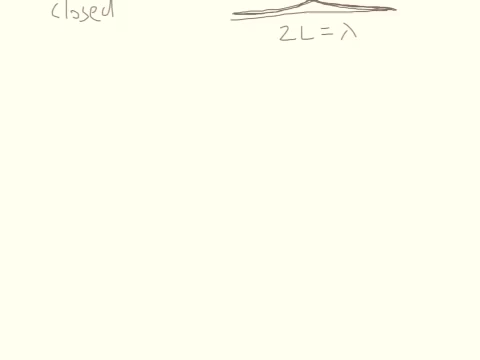 closed
2L = λ